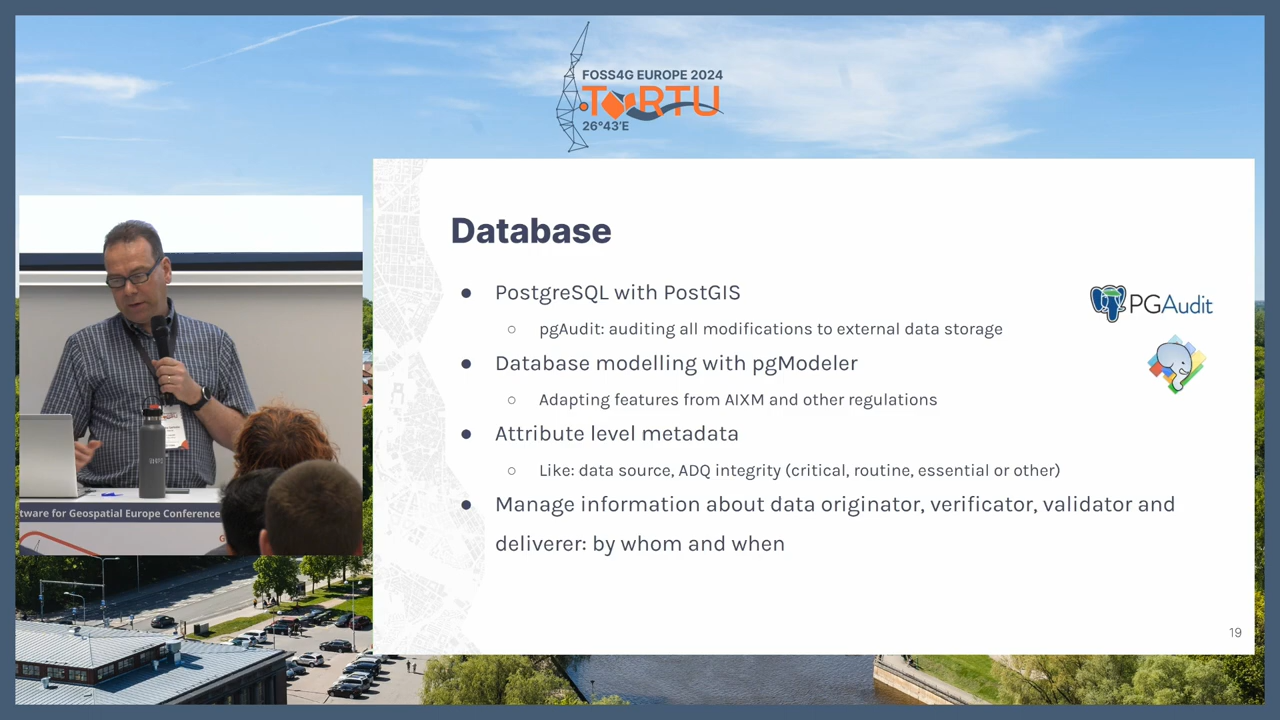 FOSS4G EUROPE 2024
TARTU
26°43'E
Database
● PostgreSQL with PostGIS
○ pgAudit: auditing all modifications to external data storage
PGAudit
● Database modelling with pgModeler
○ Adapting features from AIXM and other regulations
● Attribute level metadata
○ Like: data source, ADQ integrity (critical, routine, essential or other)
● Manage information about data originator, verificator, validator and
deliverer: by whom and when
tware for Geospatial Europe Conference
19